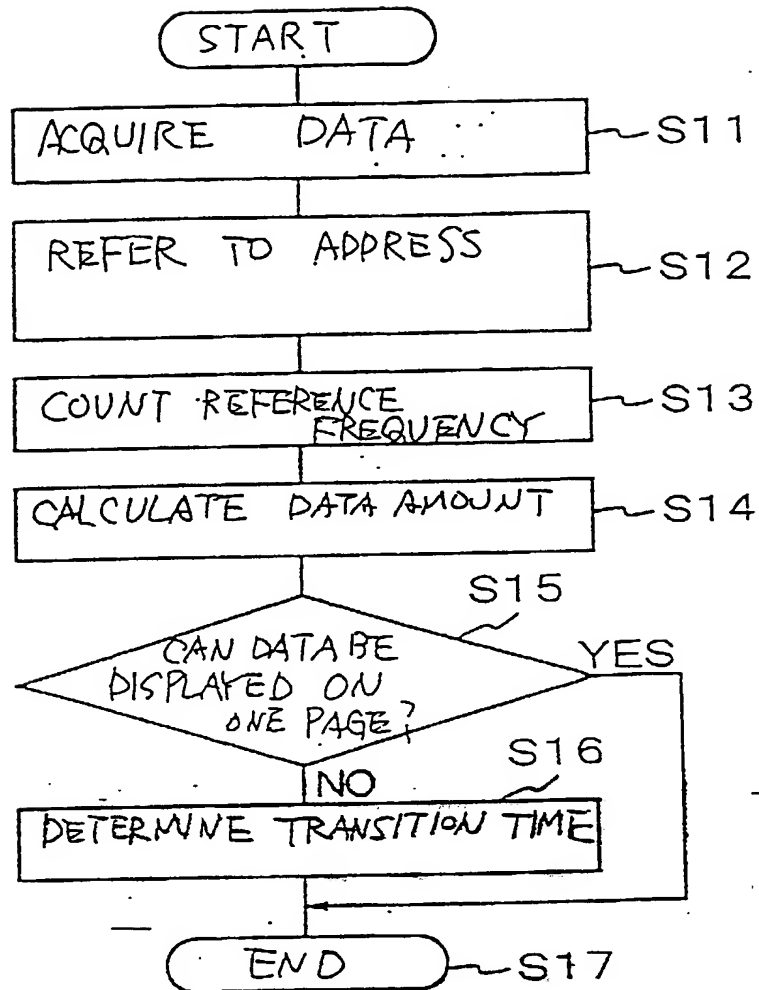 START
ACQUIRE DATA
S11
REFER TO ADDRESS
S12
COUNT REFERENCE
FREQUENCY
S13
CALCULATE DATA AMOUNT
S14
S15
CAN DATA BE
DISPLAYED ON
ONE PAGE?
YES
NO
S16
DETERMINE TRANSITION TIME
END
S17